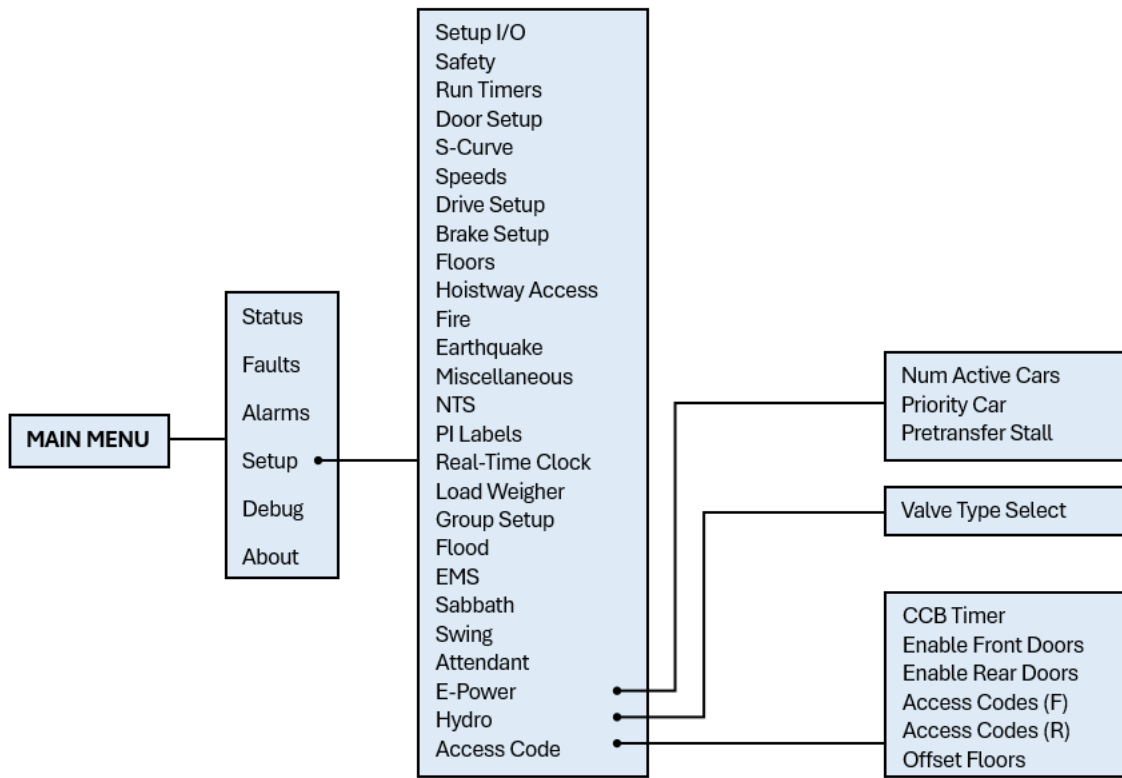 MAIN MENU
Status
Faults
Alarms
Setup
Debug
About
Setup I/O
Safety
Run Timers
Door Setup
S-Curve
Speeds
Drive Setup
Brake Setup
Floors
Hoistway Access
Fire
Earthquake
Miscellaneous
NTS
PI Labels
Real-Time Clock
Load Weigher
Group Setup
Flood
EMS
Sabbath
Swing
Attendant
E-Power
Hydro
Access Code
Num Active Cars
Priority Car
Pretransfer Stall
Valve Type Select
CCB Timer
Enable Front Doors
Enable Rear Doors
Access Codes (F)
Access Codes (R)
Offset Floors